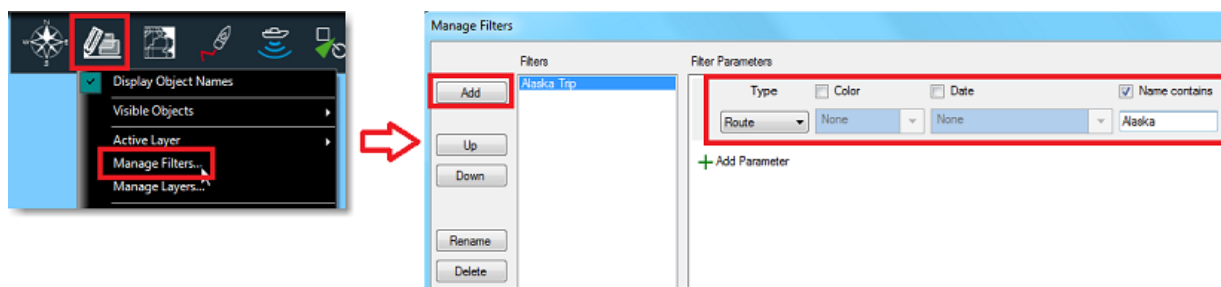 Display Object Names
Visible Objects
Active Layer
Manage Filters...
Manage Layers...
Manage Filters
Filters
Filter Parameters
Add
Up
Down
Rename
Delete
Alaska Trip
Type
Color
Date
Name contains
Route
None
None
Alaska
Add Parameter